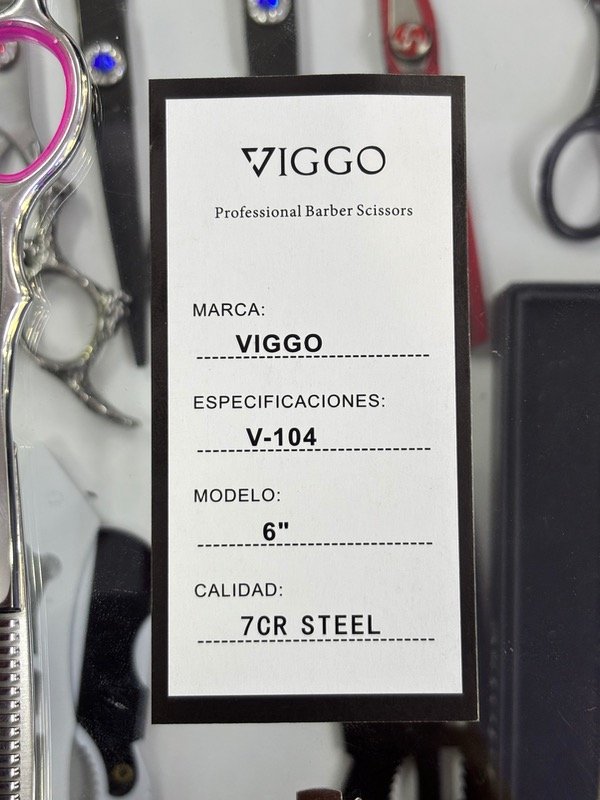 VIGGO
Professional Barber Scissors
MARCA:
VIGGO
ESPECIFICACIONES:
V-104
MODELO:
6"
CALIDAD:
7CR STEEL